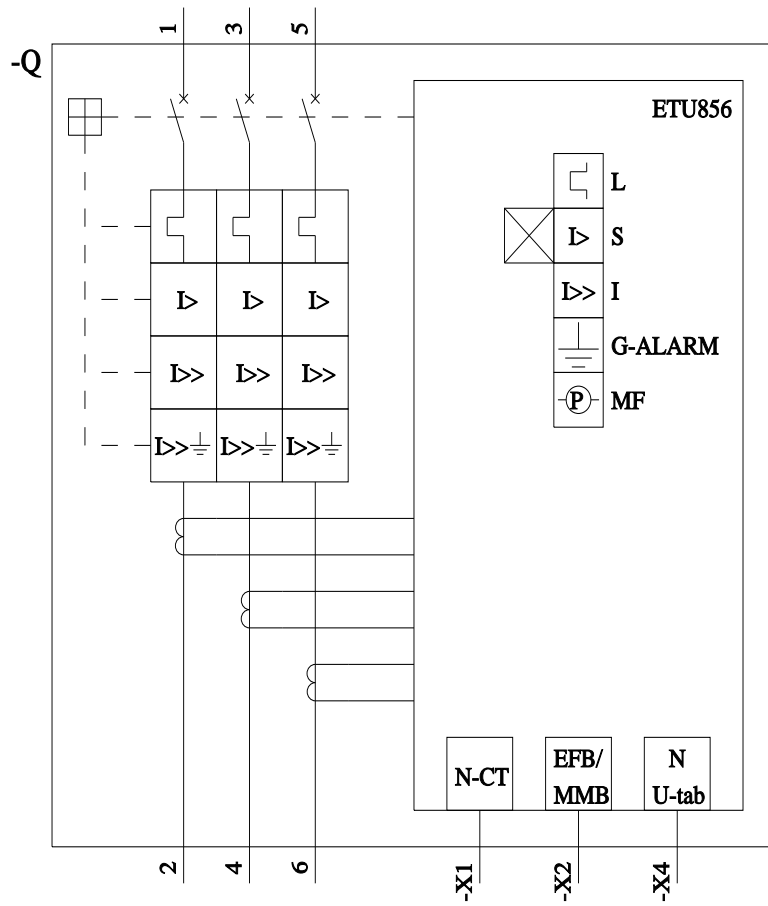 1 3 5
-Q
ETU856
L
I> S
I> I> I>
I>> I
I>> I>> I>>
G-ALARM
P MF
I>> I>> I>>
N-CT
EFB/
MMB
N
U-tab
2 4 6
-X1 -X2 -X4